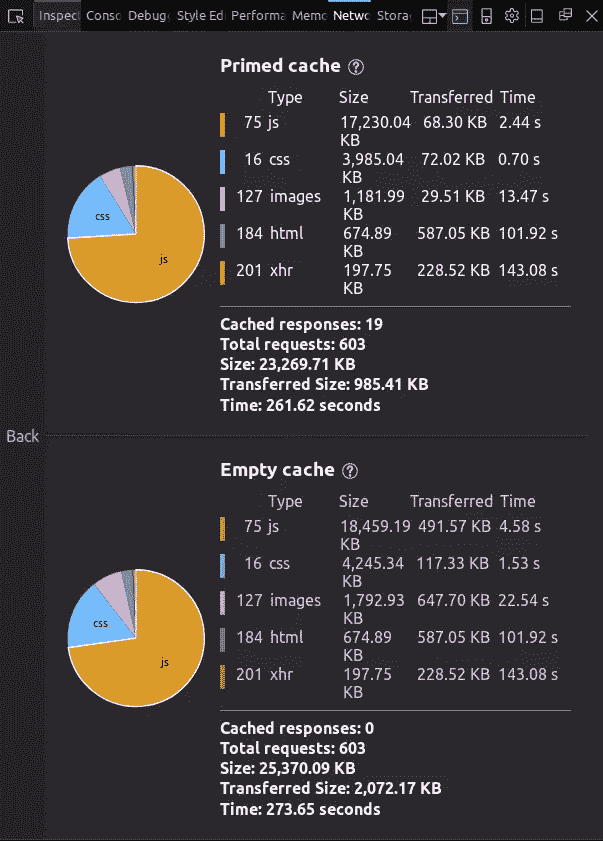 Inspect Conso Debug Style Edi Performa Memo Netwo Storag
Primed cache ?
Type Size Transferred Time
75 js 17,230.04 KB 68.30 KB 2.44 s
16 css 3,985.04 KB 72.02 KB 0.70 s
127 images 1,181.99 KB 29.51 KB 13.47 s
184 html 674.89 KB 587.05 KB 101.92 s
201 xhr 197.75 KB 228.52 KB 143.08 s
css
js
Cached responses: 19
Total requests: 603
Size: 23,269.71 KB
Transferred Size: 985.41 KB
Time: 261.62 seconds
Back
Empty cache ?
Type Size Transferred Time
75 js 18,459.19 KB 491.57 KB 4.58 s
16 css 4,245.34 KB 117.33 KB 1.53 s
127 images 1,792.93 KB 647.70 KB 22.54 s
184 html 674.89 KB 587.05 KB 101.92 s
201 xhr 197.75 KB 228.52 KB 143.08 s
css
js
Cached responses: 0
Total requests: 603
Size: 25,370.09 KB
Transferred Size: 2,072.17 KB
Time: 273.65 seconds